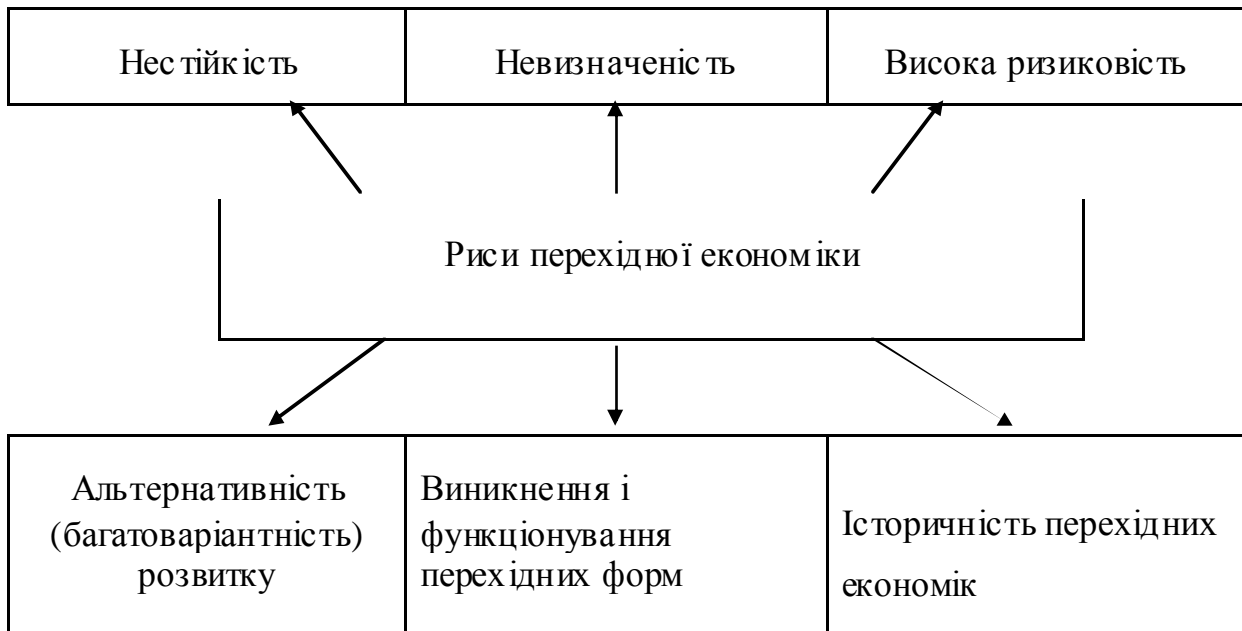 Нестійкість
Невизначеність
Висока ризиковість
Риси перехідної економіки
Альтернативність
(багатоваріантність)
розвитку
Виникнення і
функціонування
перехідних форм
Історичність перехідних
економік